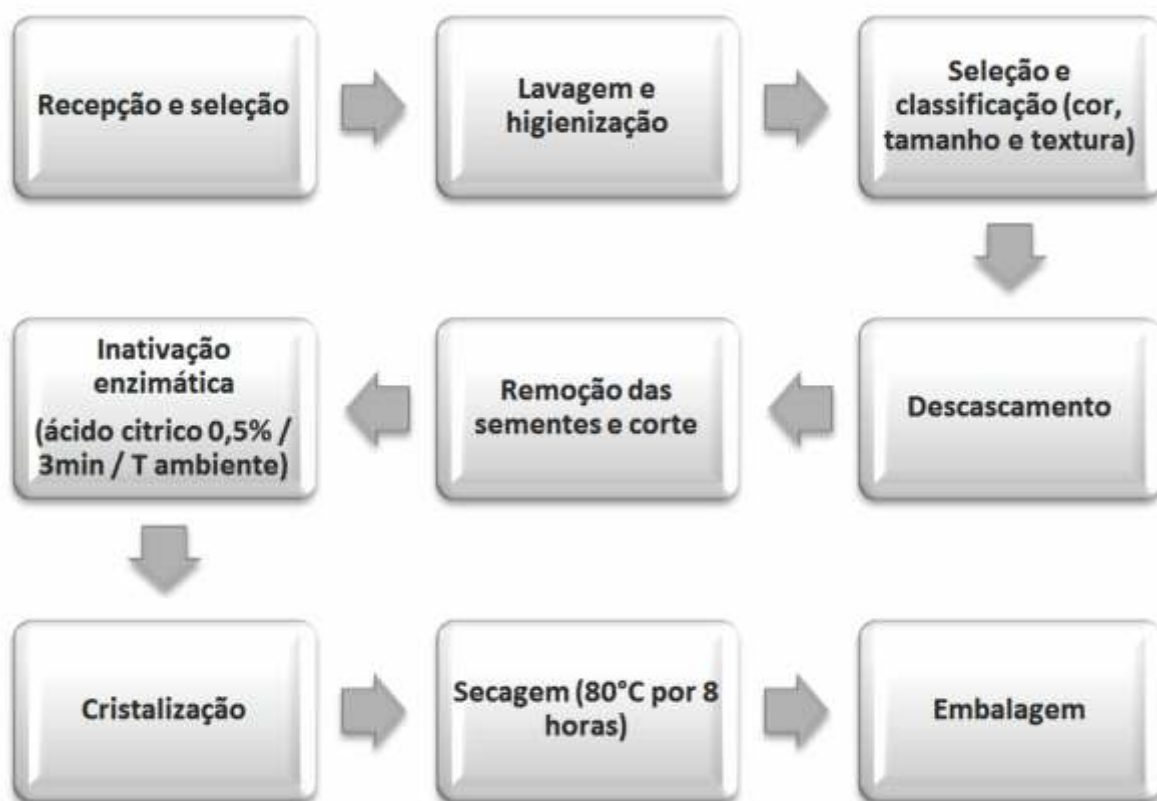 Recepção e seleção
Lavagem e
higienização
Seleção e
classificação (cor,
tamanho e textura)
Descascamento
Remoção das
sementes e corte
Inativação
enzimática
(ácido citrico 0,5% /
3min / T ambiente)
Cristalização
Secagem (80°C por 8
horas)
Embalagem